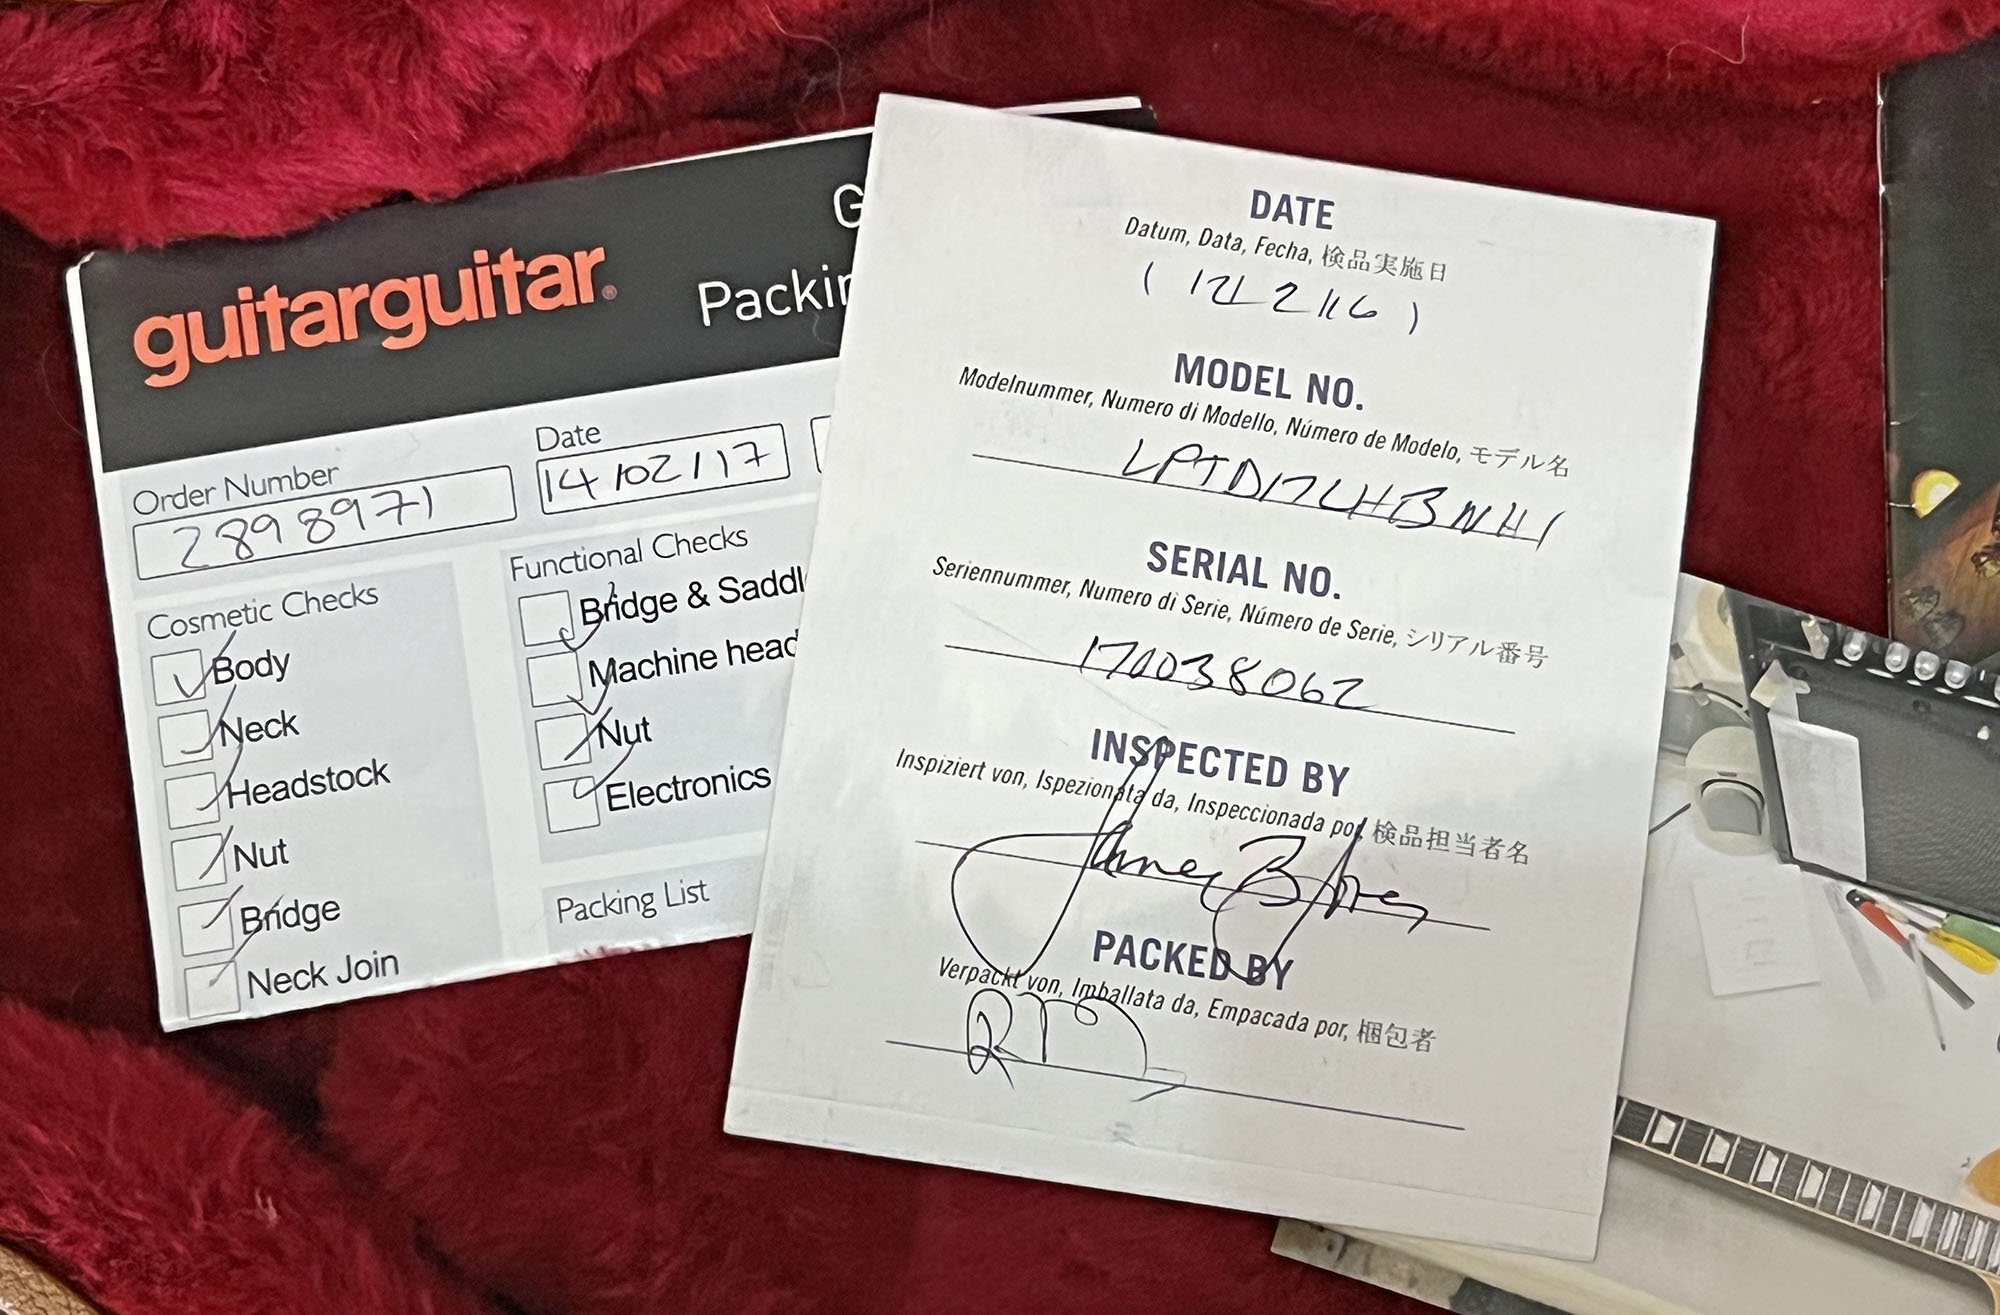 guitarguitar
G
Packin
Order Number
2898971
Date
14/02/17
Cosmetic Checks
Body
Neck
Headstock
Nut
Bridge
Neck Join
Functional Checks
Bridge & Saddl
Machine head
Nut
Electronics
Packing List
DATE
Datum, Data, Fecha, 検品実施日
MODEL NO.
Modelnummer, Numero di Modello, Número de Modelo, モデル名
LPTD17LHBNH1
SERIAL NO.
Seriennummer, Numero di Serie, Número de Serie, シリアル番号
170038062
INSPECTED BY
Inspiziert von, Ispezionata da, Inspeccionada por, 検品担当者名
PACKED BY
Verpackt von, Imballata da, Empacada por, 梱包者